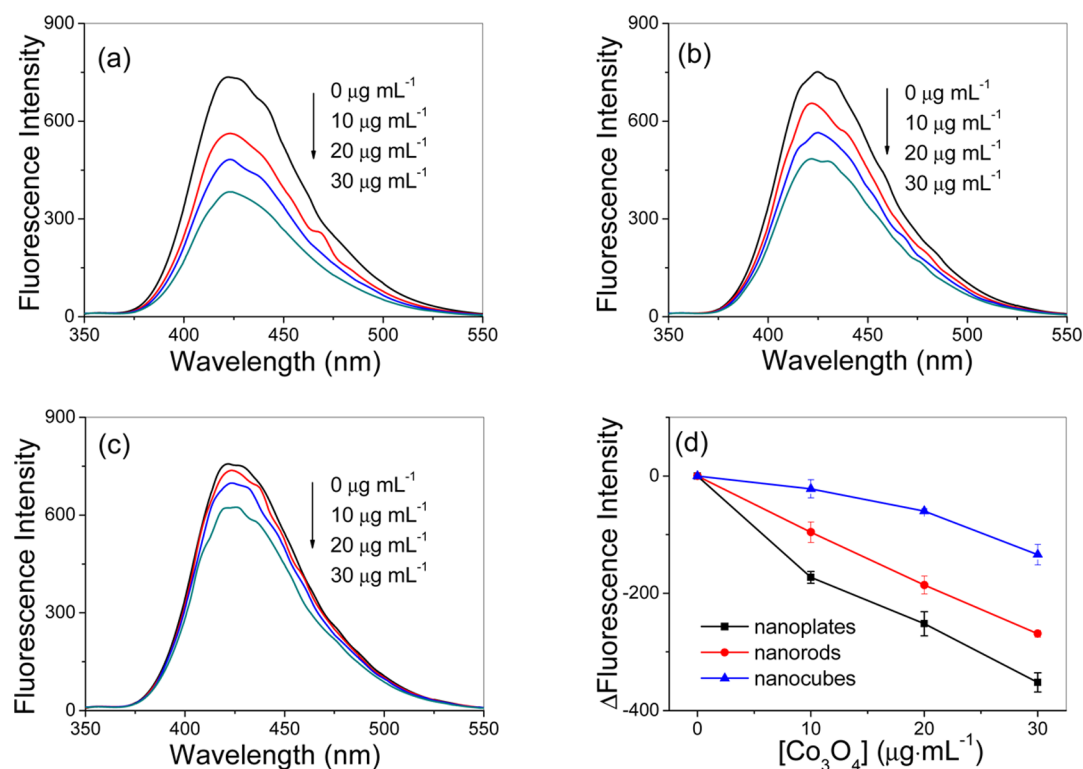 (a)
900
600
300
0
Fluorescence Intensity
0 μg mL⁻¹
10 μg mL⁻¹
20 μg mL⁻¹
30 μg mL⁻¹
350 400 450 500 550
Wavelength (nm)
(b)
900
600
300
0
Fluorescence Intensity
0 μg mL⁻¹
10 μg mL⁻¹
20 μg mL⁻¹
30 μg mL⁻¹
350 400 450 500 550
Wavelength (nm)
(c)
900
600
300
0
Fluorescence Intensity
0 μg mL⁻¹
10 μg mL⁻¹
20 μg mL⁻¹
30 μg mL⁻¹
350 400 450 500 550
Wavelength (nm)
(d)
0
-200
-400
ΔFluorescence Intensity
nanoplates
nanorods
nanocubes
0 10 20 30
[Co₃O₄] (μg·mL⁻¹)